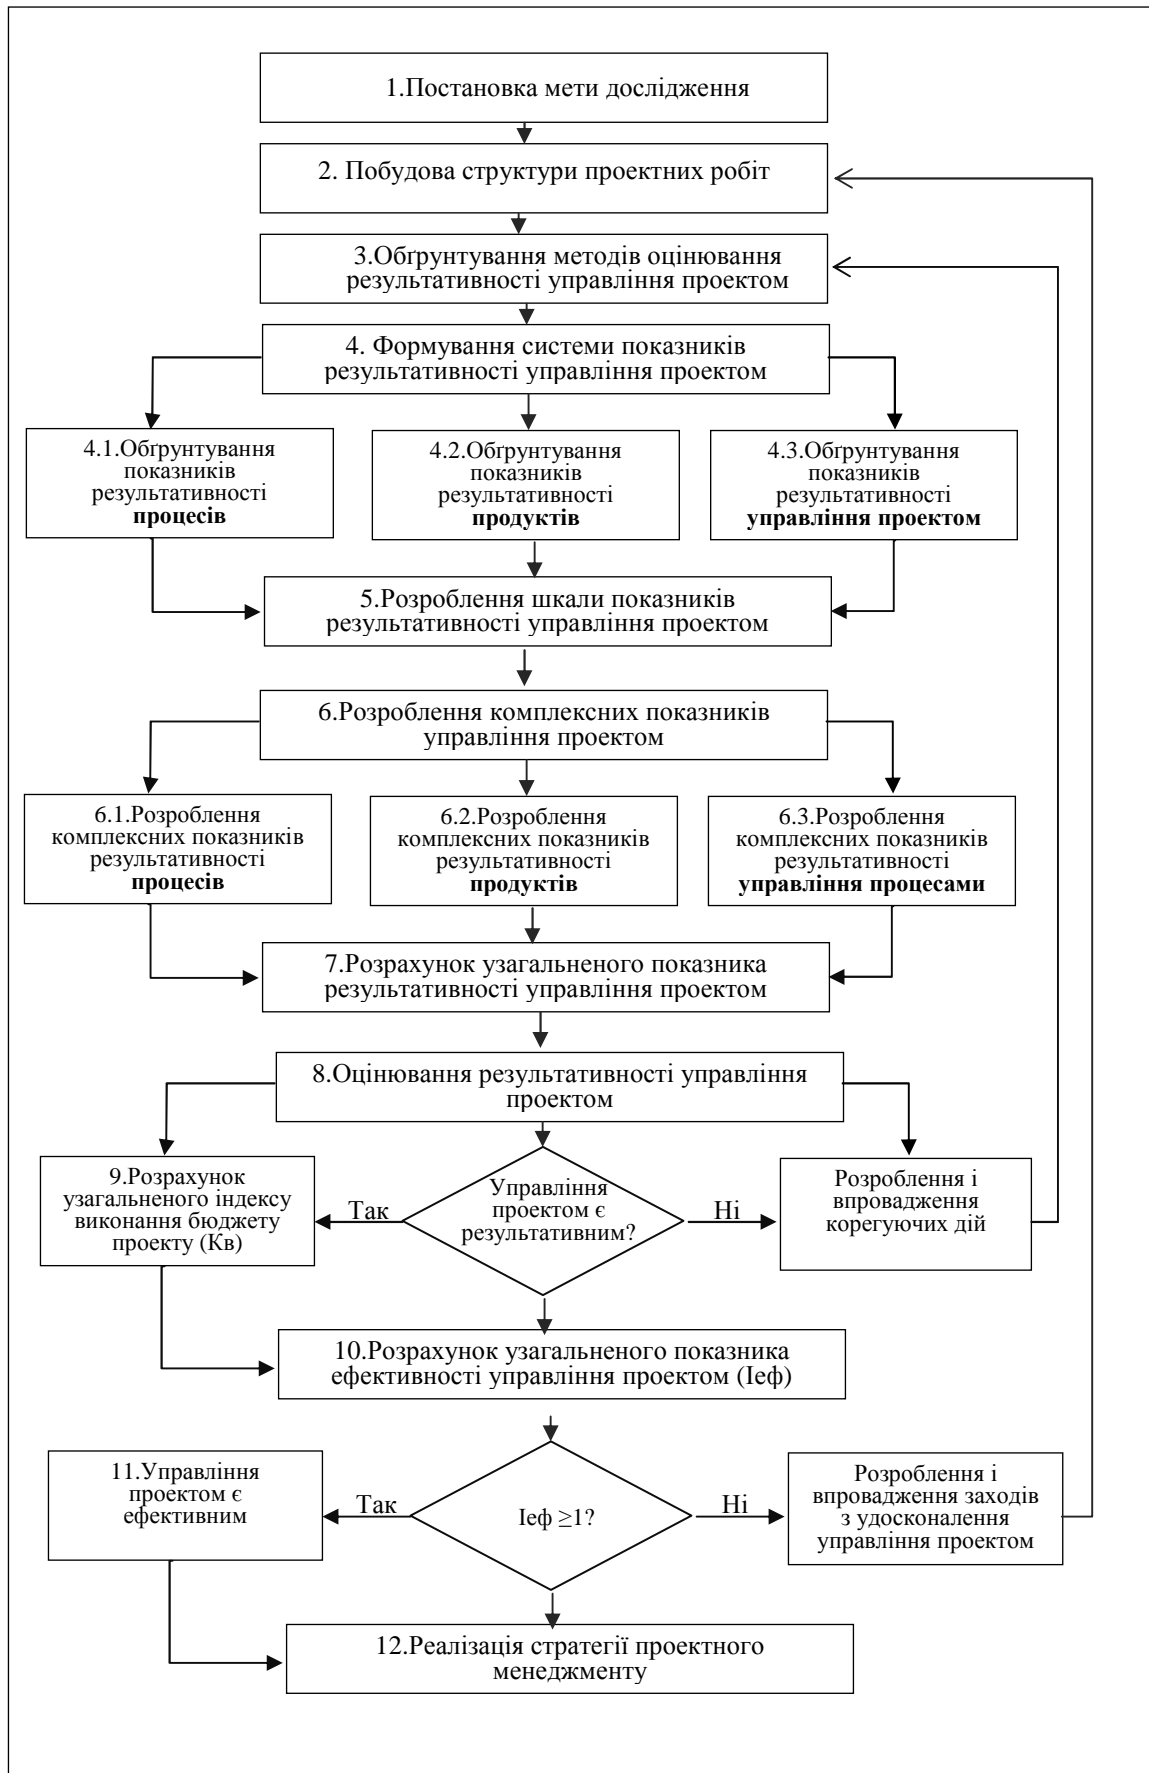 1.Постановка мети дослідження
2. Побудова структури проектних робіт
3.Обґрунтування методів оцінювання
результативності управління проектом
4. Формування системи показників
результативності управління проектом
4.1.Обґрунтування
показників
результативності
процесів
4.2.Обґрунтування
показників
результативності
продуктів
4.3.Обґрунтування
показників
результативності
управління проектом
5.Розроблення шкали показників
результативності управління проектом
6.Розроблення комплексних показників
управління проектом
6.1.Розроблення
комплексних показників
результативності
процесів
6.2.Розроблення
комплексних показників
результативності
продуктів
6.3.Розроблення
комплексних показників
результативності
управління процесами
7.Розрахунок узагальненого показника
результативності управління проектом
8.Оцінювання результативності управління
проектом
9.Розрахунок
узагальненого індексу
виконання бюджету
проекту (Кв)
Так
Управління
проектом є
результативним?
Ні
Розроблення і
впровадження
корегуючих дій
10.Розрахунок узагальненого показника
ефективності управління проектом (Іеф)
11.Управління
проектом є
ефективним
Так
Іеф ≥1?
Ні
Розроблення і
впровадження заходів
з удосконалення
управління проектом
12.Реалізація стратегії проектного
менеджменту